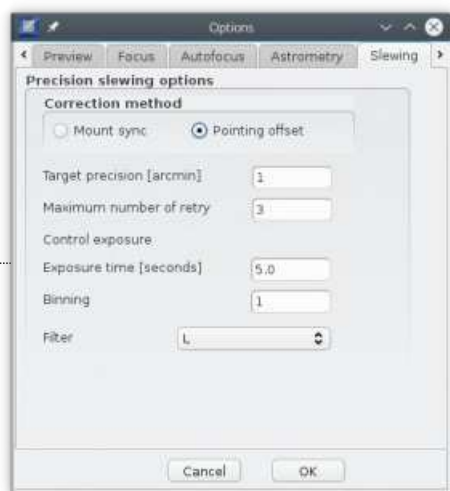 Options
Preview Focus Autofocus Astrometry Slewing
Precision slewing options
Correction method
Mount sync Pointing offset
Target precision [arcmin] 1
Maximum number of retry 3
Control exposure
Exposure time [seconds] 5.0
Binning 1
Filter L
Cancel OK